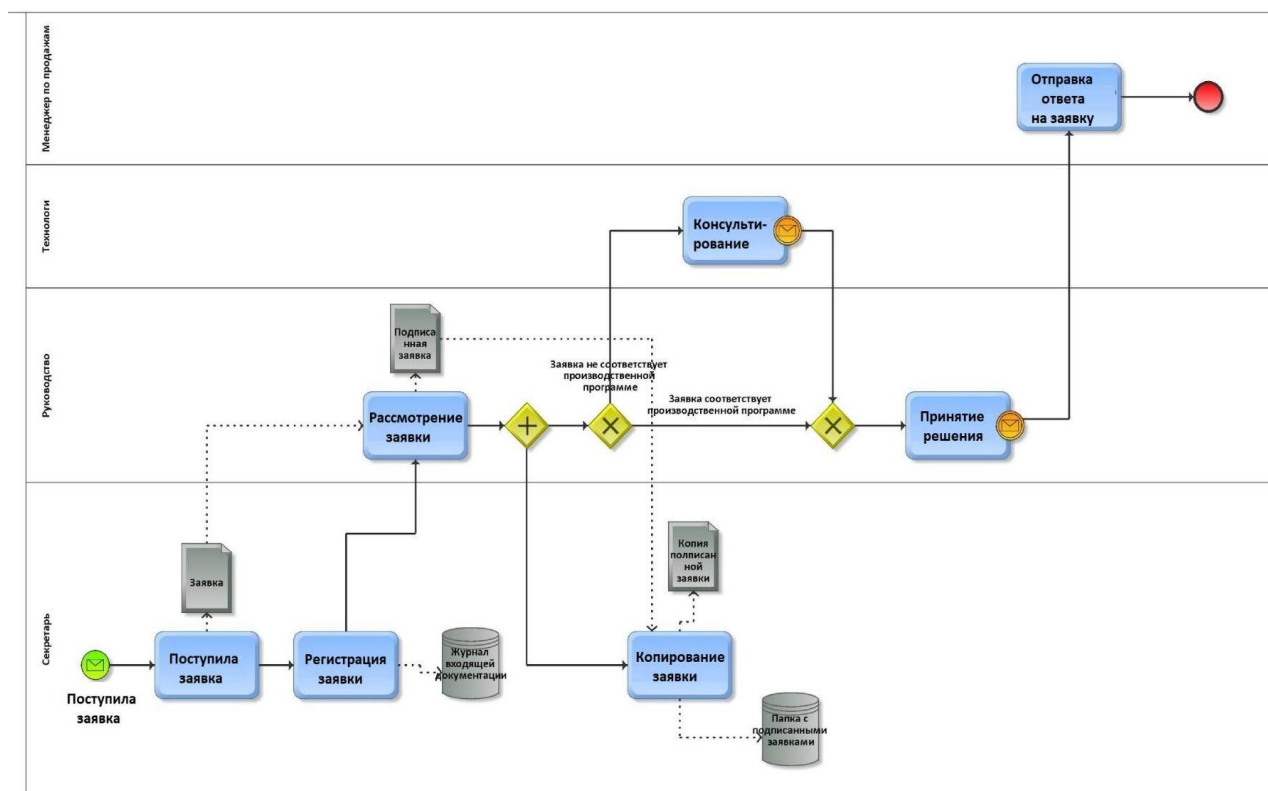 Менеджер по продажам
Отправка
ответа
на заявку
Технологи
Консульти-
рование
Руководство
Подписа
нная
заявка
Рассмотрение
заявки
Заявка не соответствует
производственной
программе
Заявка соответствует
производственной программе
Принятие
решения
Секретарь
Заявка
Поступила
заявка
Поступила
заявка
Регистрация
заявки
Журнал
входящей
документации
Копия
полписан
ной
заявки
Копирование
заявки
Папка с
подписанными
заявками